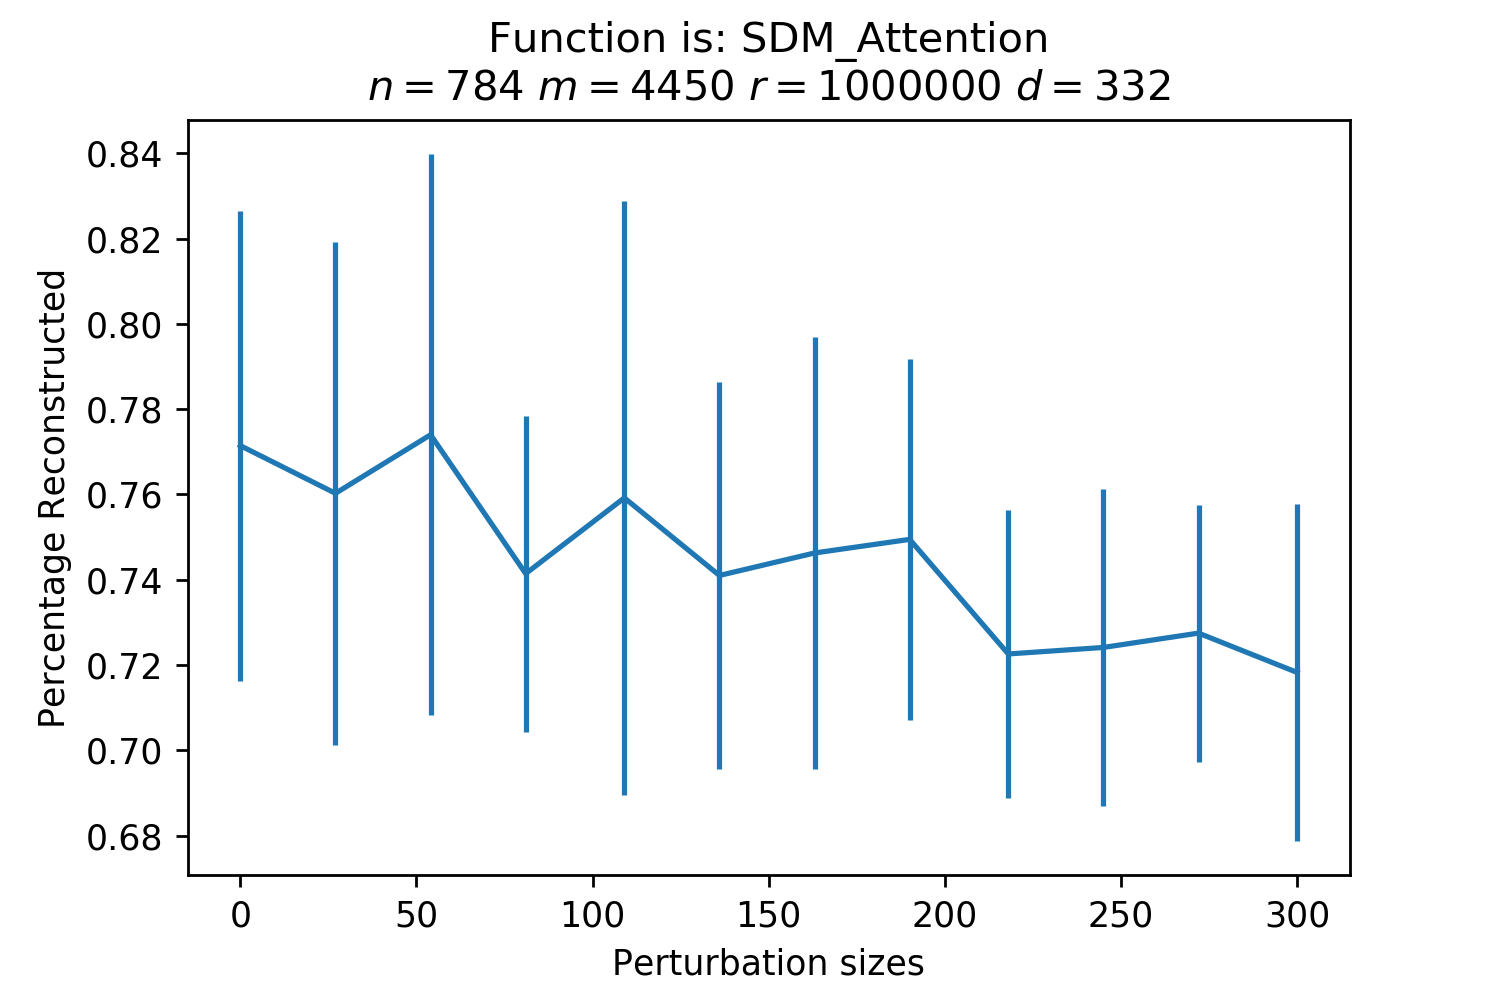 Function is: SDM_Attention
n = 784 m = 4450 r = 1000000 d = 332
0.84
0.82
0.80
0.78
0.76
0.74
0.72
0.70
0.68
Percentage Reconstructed
0 50 100 150 200 250 300
Perturbation sizes